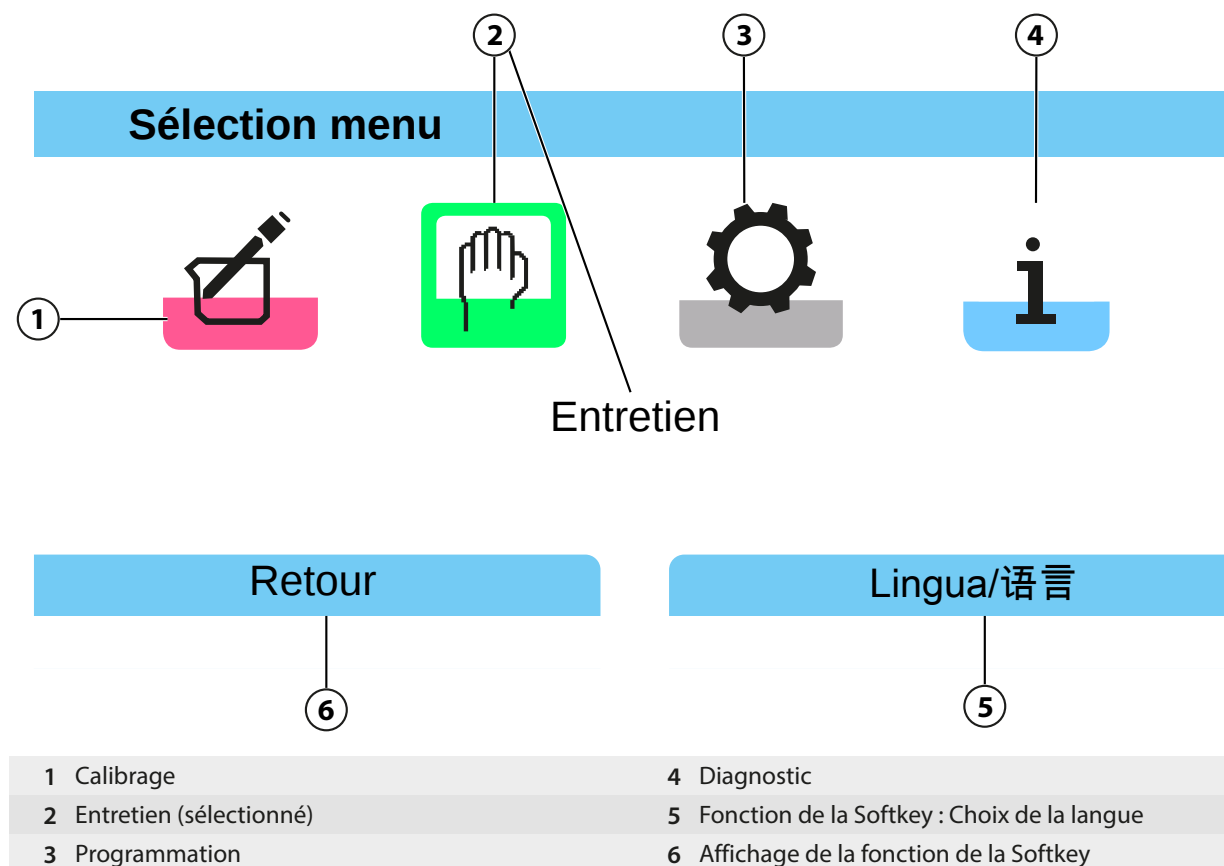 2 3 4
Sélection menu
1
Entretien
Retour Lingua/语言
6 5
1 Calibrage 4 Diagnostic
2 Entretien (sélectionné) 5 Fonction de la Softkey : Choix de la langue
3 Programmation 6 Affichage de la fonction de la Softkey